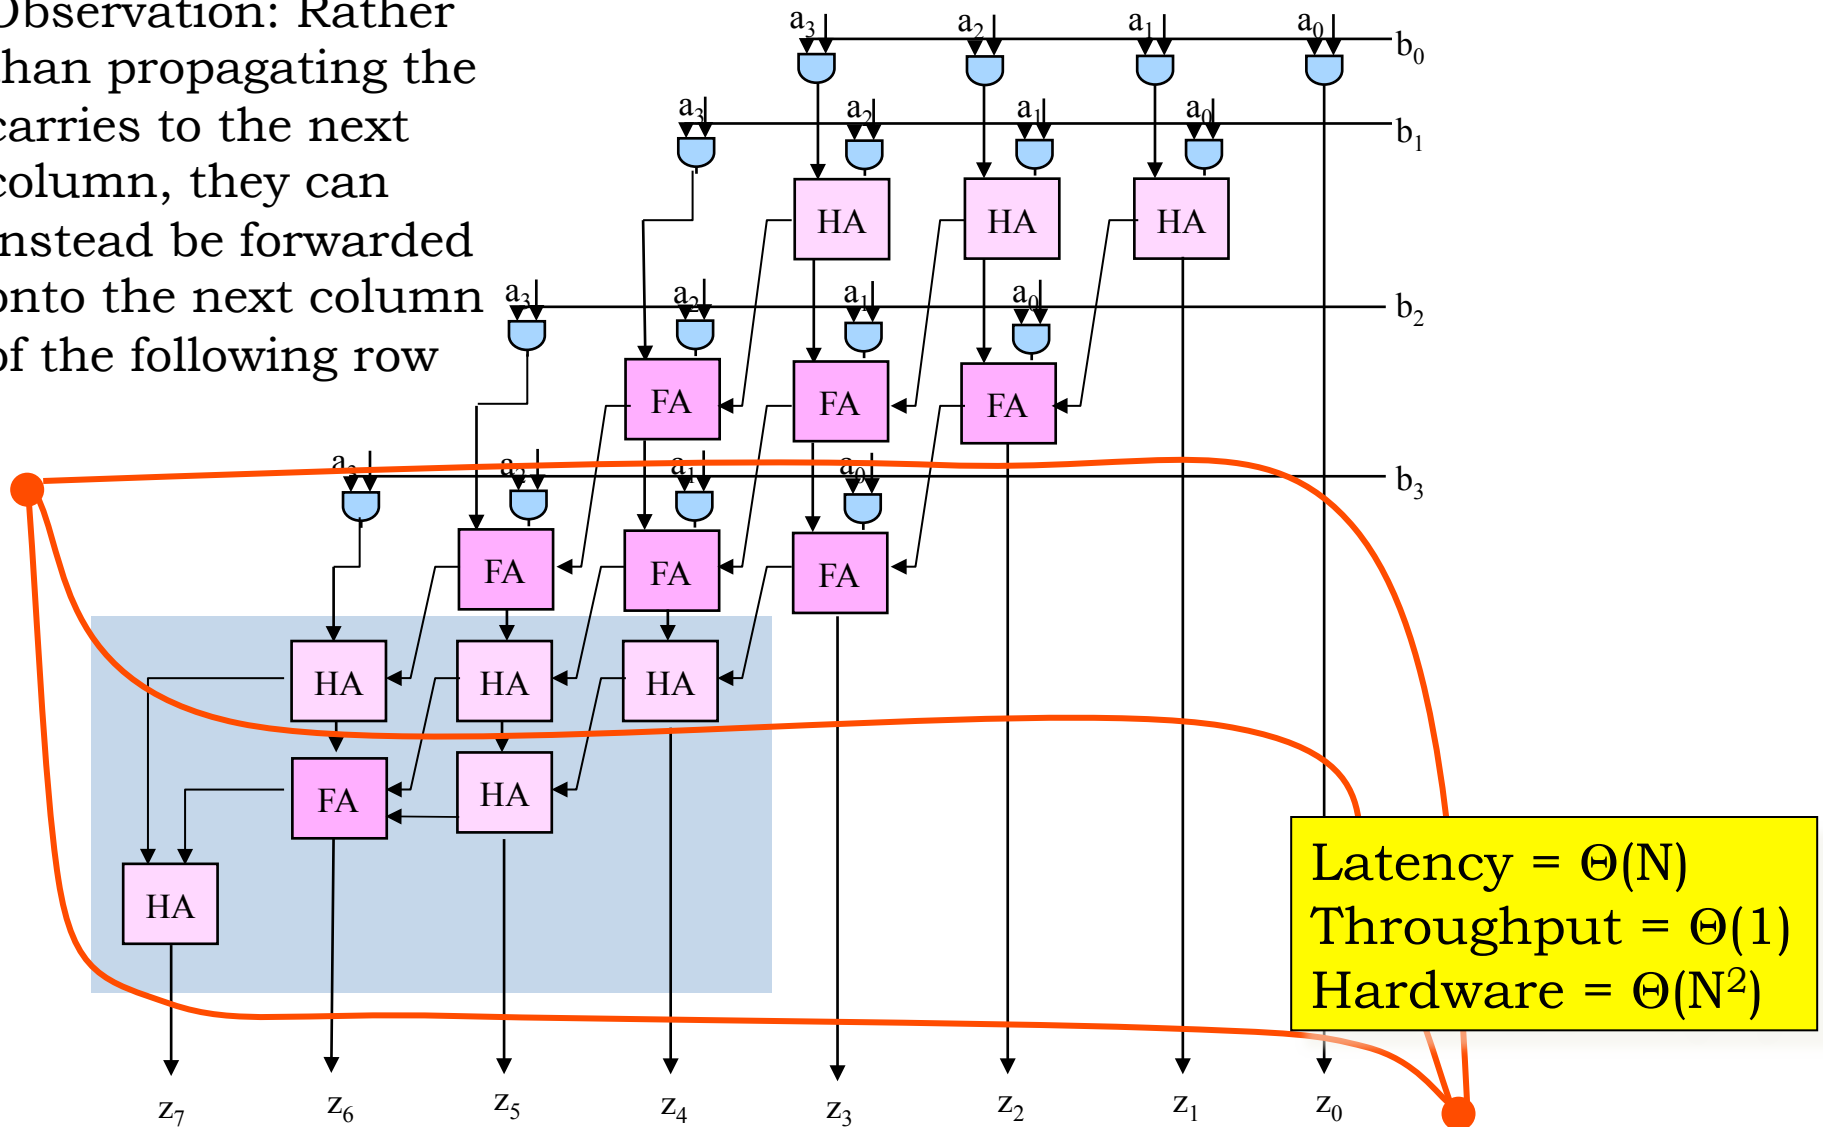 Observation: Rather
than propagating the
carries to the next
column, they can
instead be forwarded
onto the next column
of the following row
a3 a2 a1 a0 b0
a3 a2 a1 a0 b1
HA HA HA
a3 a2 a1 a0 b2
FA FA FA
a3 a2 a1 a0 b3
FA FA FA
HA HA HA
FA HA
HA
Latency = Θ(N)
Throughput = Θ(1)
Hardware = Θ(N²)
z7 z6 z5 z4 z3 z2 z1 z0